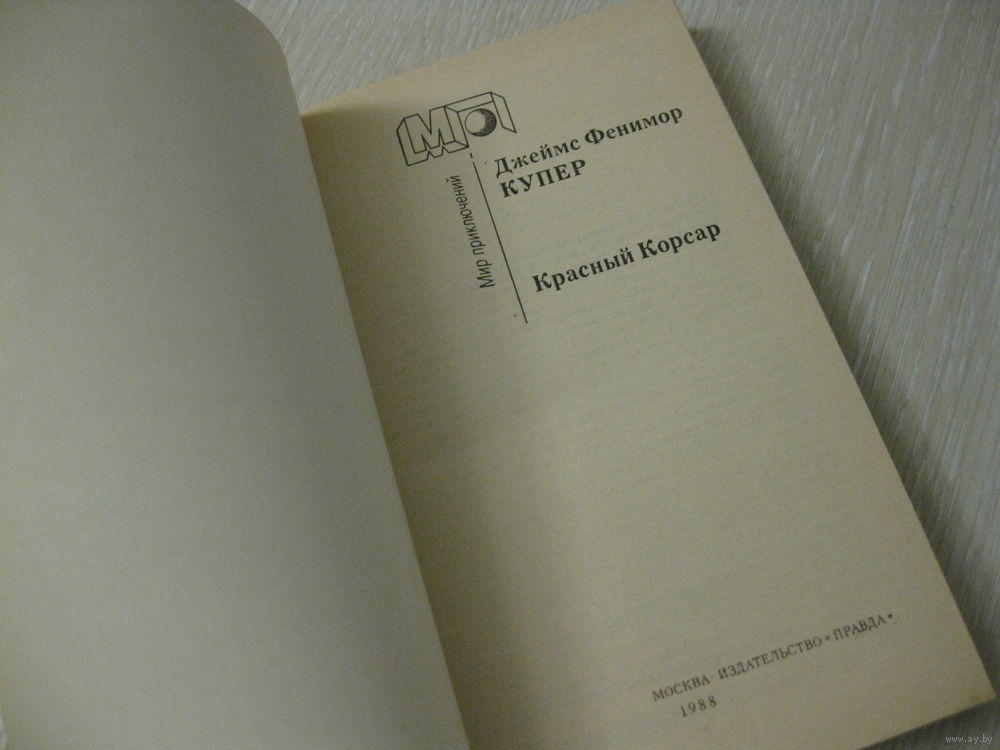 МП
Мир приключений
Джеймс Фенимор
КУПЕР
Красный Корсар
МОСКВА· ИЗДАТЕЛЬСТВО «ПРАВДА»
1988
www.ay.by